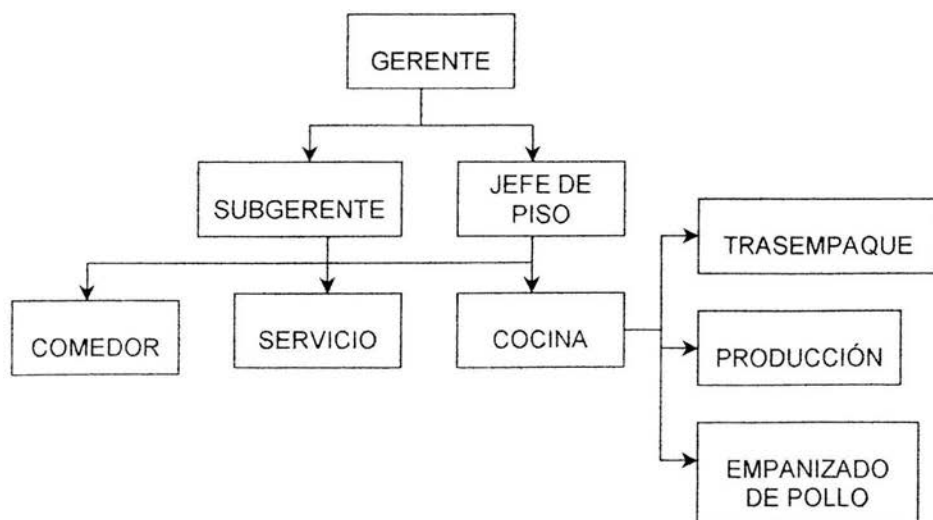 GERENTE
SUBGERENTE
JEFE DE
PISO
TRASEMPAQUE
COMEDOR
SERVICIO
COCINA
PRODUCCIÓN
EMPANIZADO
DE POLLO